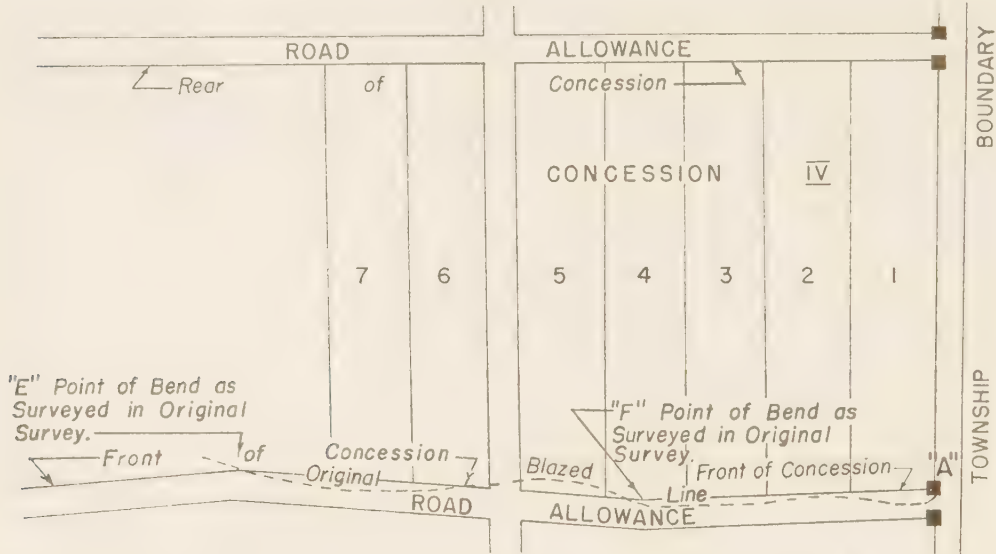 ROAD ALLOWANCE
Rear of Concession
BOUNDARY
CONCESSION IV
7 6 5 4 3 2 1
"E" Point of Bend as
Surveyed in Original
Survey.
"F" Point of Bend as
Surveyed in Original
Survey.
TOWNSHIP
Front of Concession
Original Blazed Line
Front of Concession
"A"
ROAD ALLOWANCE